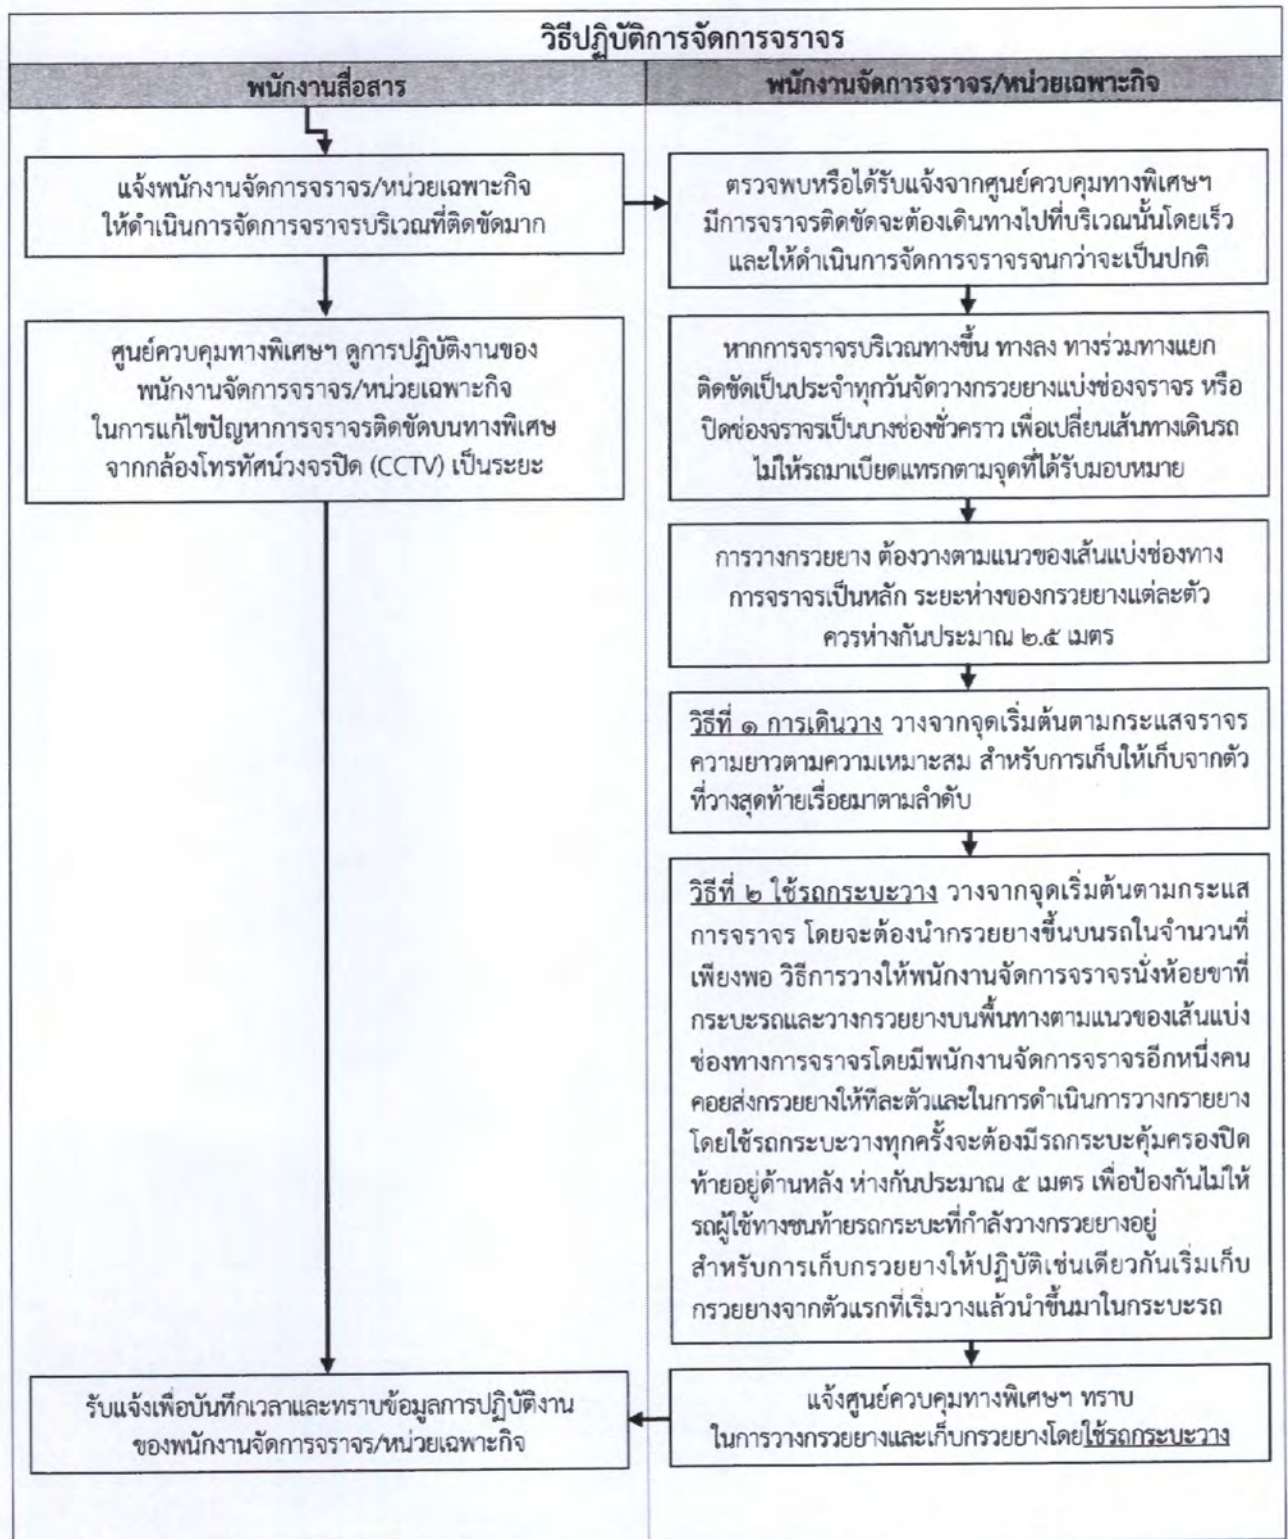 วิธีปฏิบัติการจัดการจราจร
พนักงานสื่อสาร
พนักงานจัดการจราจร/หน่วยเฉพาะกิจ
แจ้งพนักงานจัดการจราจร/หน่วยเฉพาะกิจ
ให้ดำเนินการจัดการจราจรบริเวณที่ติดขัดมาก
ตรวจพบหรือได้รับแจ้งจากศูนย์ควบคุมทางพิเศษฯ
มีการจราจรติดขัดจะต้องเดินทางไปที่บริเวณนั้นโดยเร็ว
และให้ดำเนินการจัดการจราจรจนกว่าจะเป็นปกติ
ศูนย์ควบคุมทางพิเศษฯ ดูการปฏิบัติงานของ
พนักงานจัดการจราจร/หน่วยเฉพาะกิจ
ในการแก้ไขปัญหาการจราจรติดขัดบนทางพิเศษ
จากกล้องโทรทัศน์วงจรปิด (CCTV) เป็นระยะ
หากการจราจรบริเวณทางขึ้น ทางลง ทางร่วมทางแยก
ติดขัดเป็นประจำทุกวันจัดวางกรวยยางแบ่งช่องจราจร หรือ
ปิดช่องจราจรเป็นบางช่องชั่วคราว เพื่อเปลี่ยนเส้นทางเดินรถ
ไม่ให้รถมาเบียดแทรกตามจุดที่ได้รับมอบหมาย
การวางกรวยยาง ต้องวางตามแนวของเส้นแบ่งช่องทาง
การจราจรเป็นหลัก ระยะห่างของกรวยยางแต่ละตัว
ควรห่างกันประมาณ ๒.๕ เมตร
วิธีที่ ๑ การเดินวาง วางจากจุดเริ่มต้นตามกระแสจราจร
ความยาวตามความเหมาะสม สำหรับการเก็บให้เก็บจากตัว
ที่วางสุดท้ายเรื่อยมาตามลำดับ
วิธีที่ ๒ ใช้รถกระบะวาง วางจากจุดเริ่มต้นตามกระแส
การจราจร โดยจะต้องนำกรวยยางขึ้นบนรถในจำนวนที่
เพียงพอ วิธีการวางให้พนักงานจัดการจราจรนั่งห้อยขาที่
กระบะรถและวางกรวยยางบนพื้นทางตามแนวของเส้นแบ่ง
ช่องทางการจราจรโดยมีพนักงานจัดการจราจรอีกหนึ่งคน
คอยส่งกรวยยางให้ทีละตัวและในการดำเนินการวางกรายยาง
โดยใช้รถกระบะวางทุกครั้งจะต้องมีรถกระบะคุ้มครองปิด
ท้ายอยู่ด้านหลัง ห่างกันประมาณ ๕ เมตร เพื่อป้องกันไม่ให้
รถผู้ใช้ทางชนท้ายรถกระบะที่กำลังวางกรวยยางอยู่
สำหรับการเก็บกรวยยางให้ปฏิบัติเช่นเดียวกันเริ่มเก็บ
กรวยยางจากตัวแรกที่เริ่มวางแล้วนำขึ้นมาในกระบะรถ
รับแจ้งเพื่อบันทึกเวลาและทราบข้อมูลการปฏิบัติงาน
ของพนักงานจัดการจราจร/หน่วยเฉพาะกิจ
แจ้งศูนย์ควบคุมทางพิเศษฯ ทราบ
ในการวางกรวยยางและเก็บกรวยยางโดยใช้รถกระบะวาง